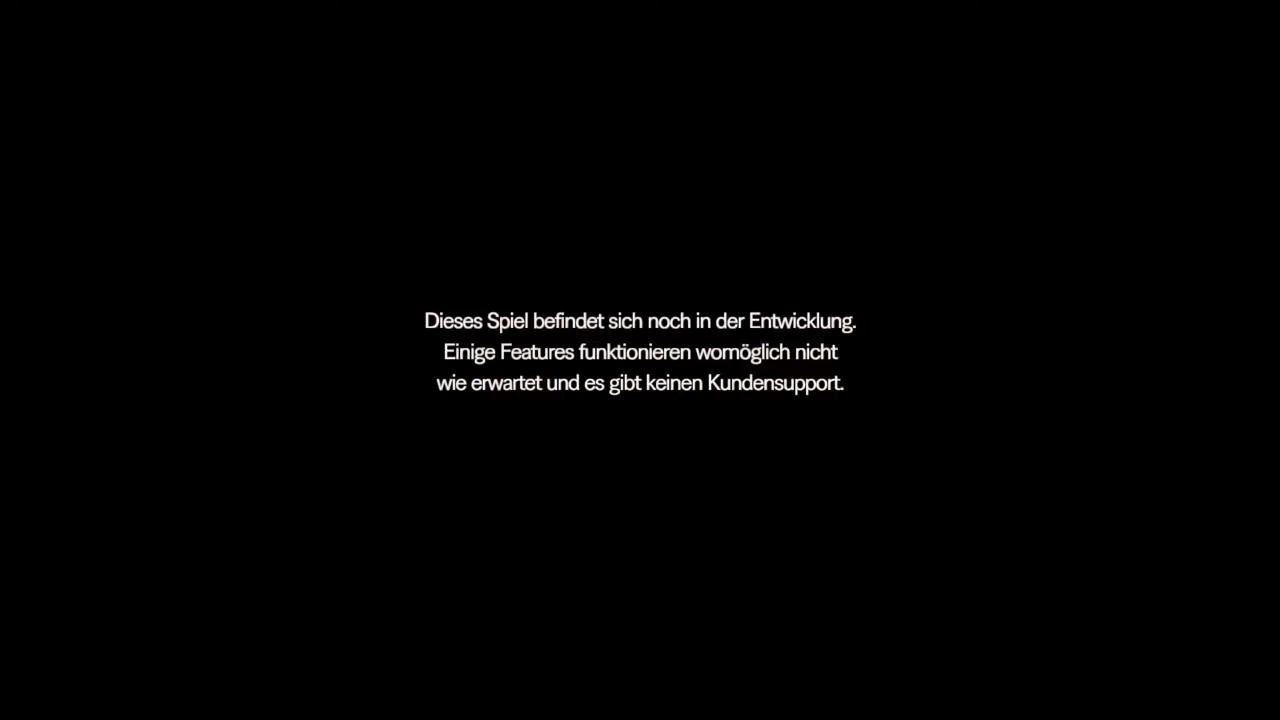 Dieses Spiel befindet sich noch in der Entwicklung.
Einige Features funktionieren womöglich nicht
wie erwartet und es gibt keinen Kundensupport.